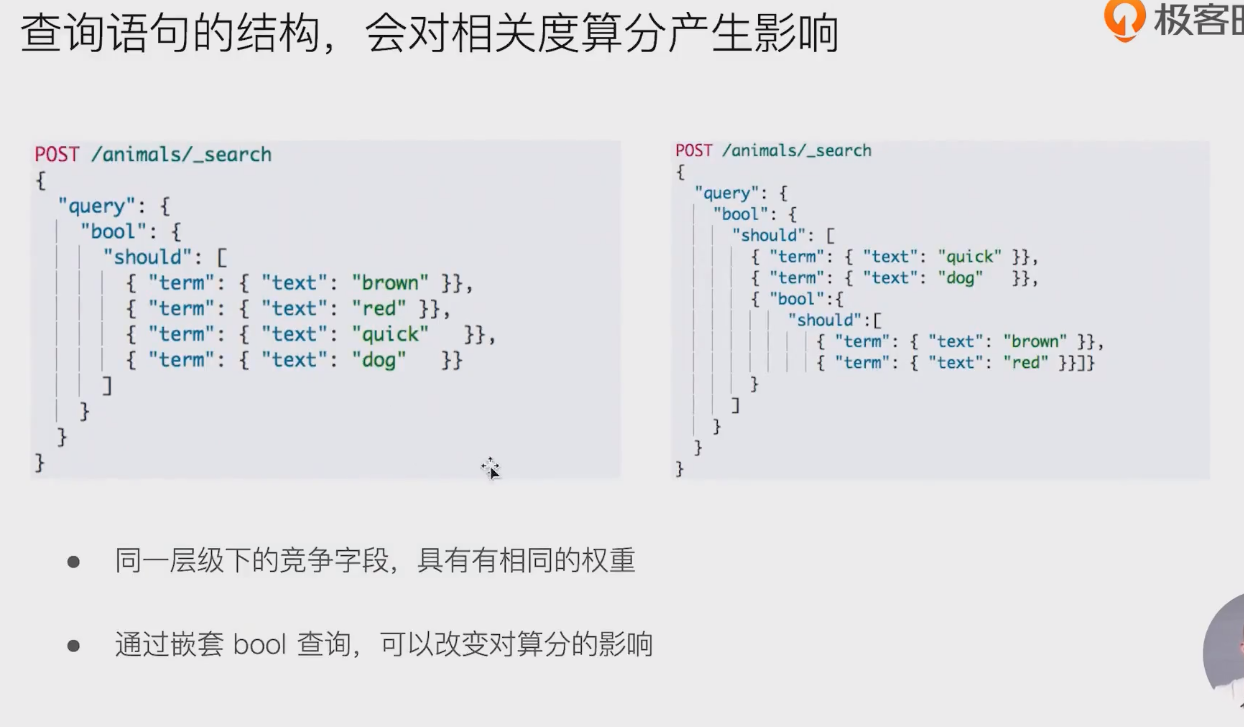 查询语句的结构，会对相关度算分产生影响
极客
POST /animals/_search
{
"query": {
"bool": {
"should": [
{ "term": { "text": "brown" }},
{ "term": { "text": "red" }},
{ "term": { "text": "quick" }},
{ "term": { "text": "dog" }}
]
}
}
}
POST /animals/_search
{
"query": {
"bool": {
"should": [
{ "term": { "text": "quick" }},
{ "term": { "text": "dog" }},
{ "bool":{
"should":[
{ "term": { "text": "brown" }},
{ "term": { "text": "red" }}]}
}
]
}
}
}
● 同一层级下的竞争字段，具有有相同的权重
● 通过嵌套 bool 查询，可以改变对算分的影响